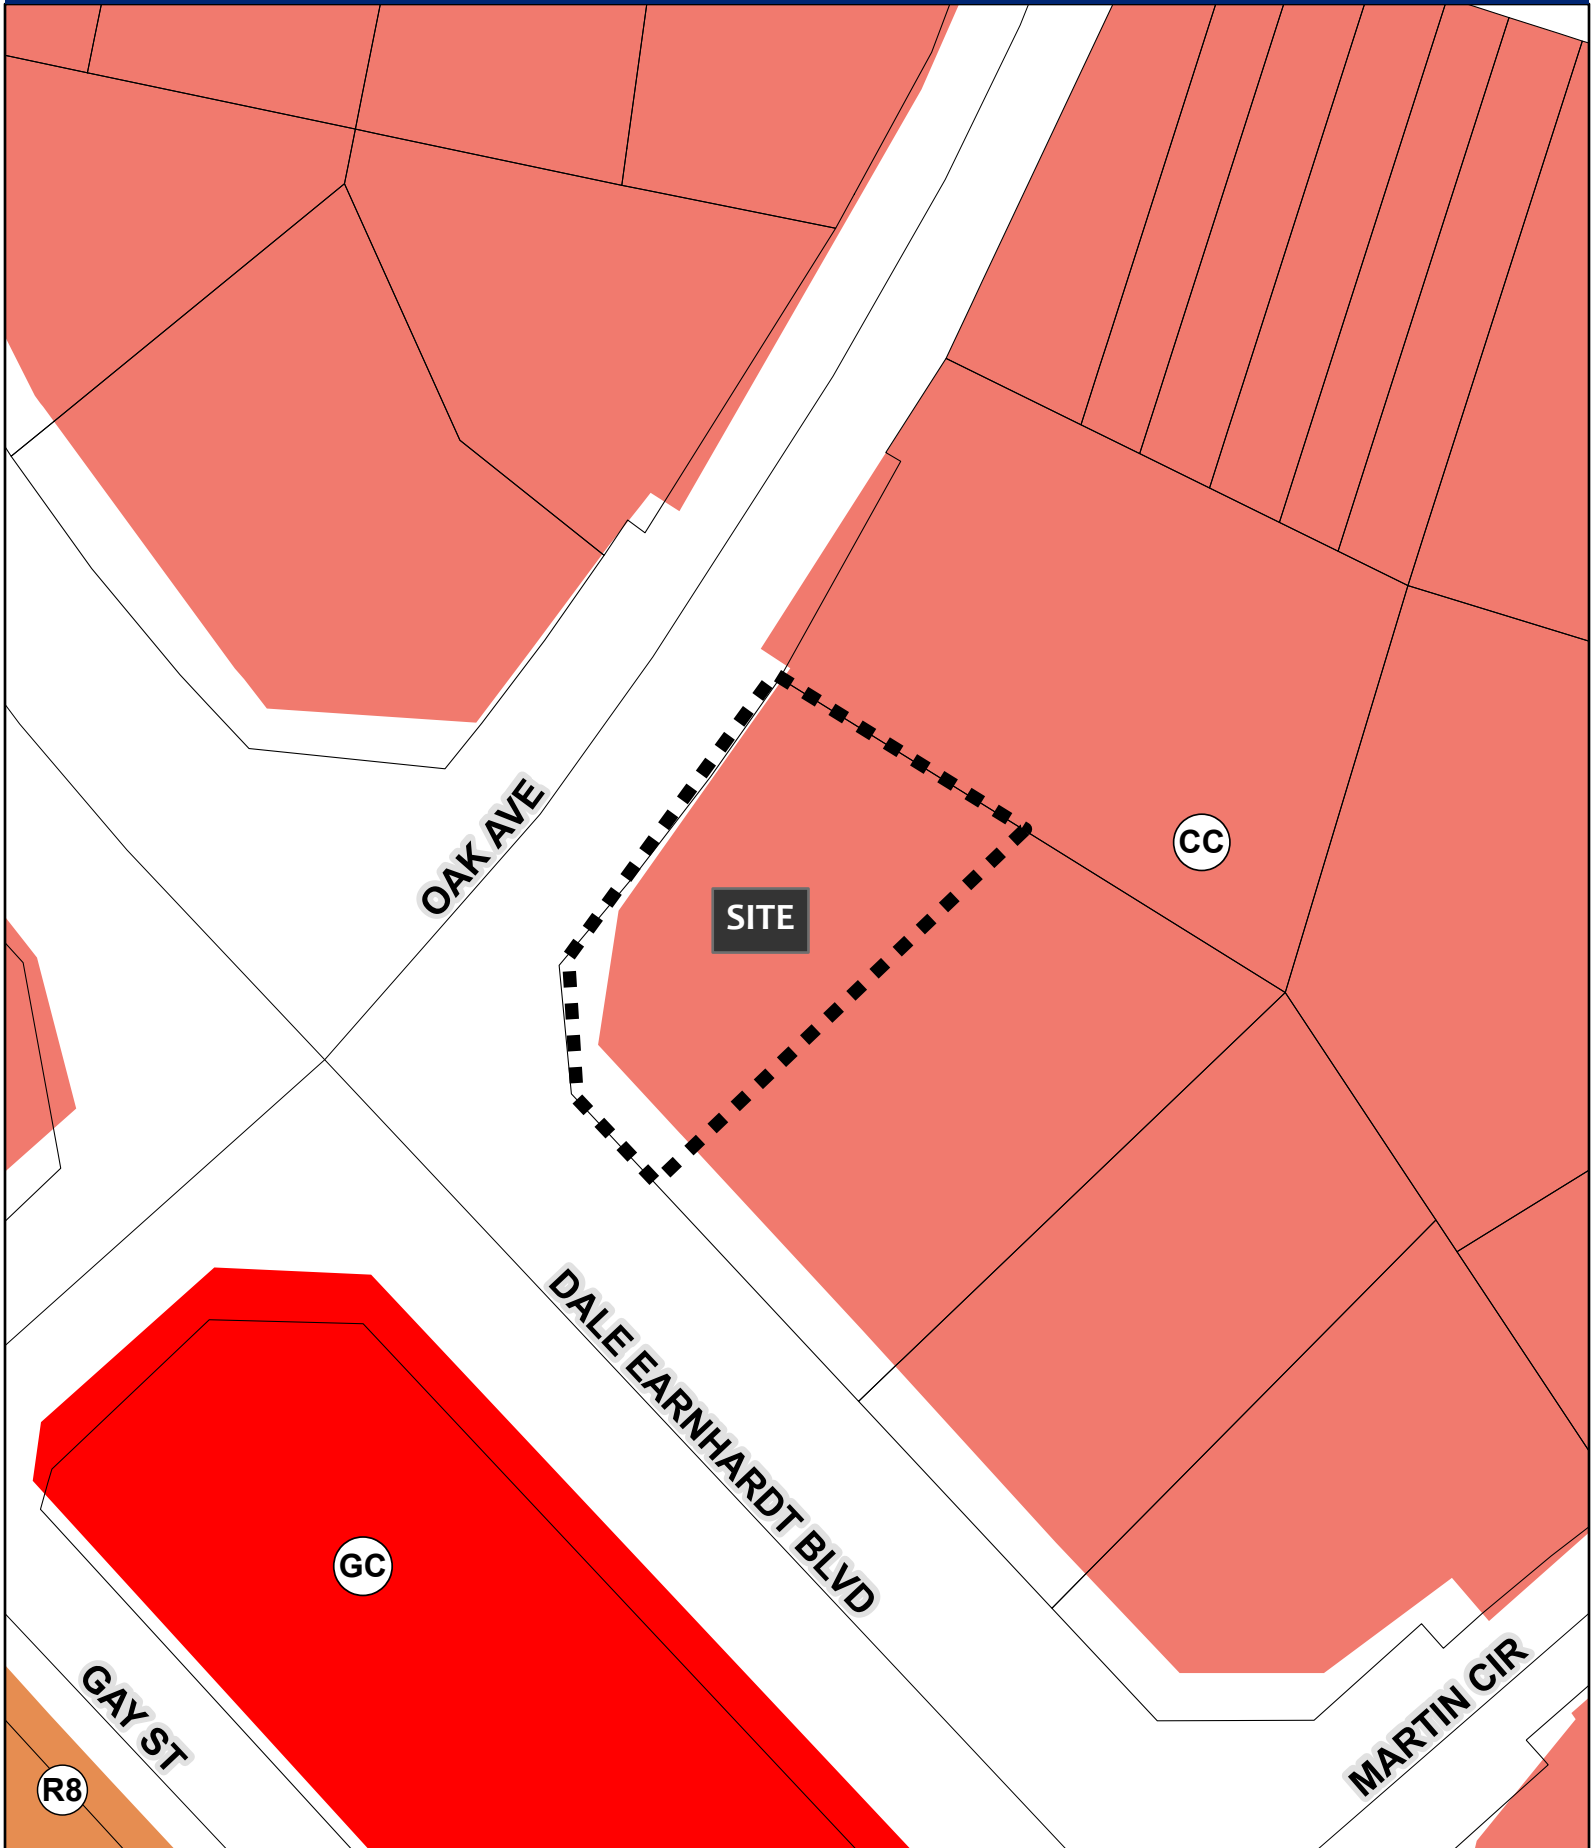 OAK AVE
CC
SITE
DALE EARNHARDT BLVD
GC
GAY ST
MARTIN CIR
R8